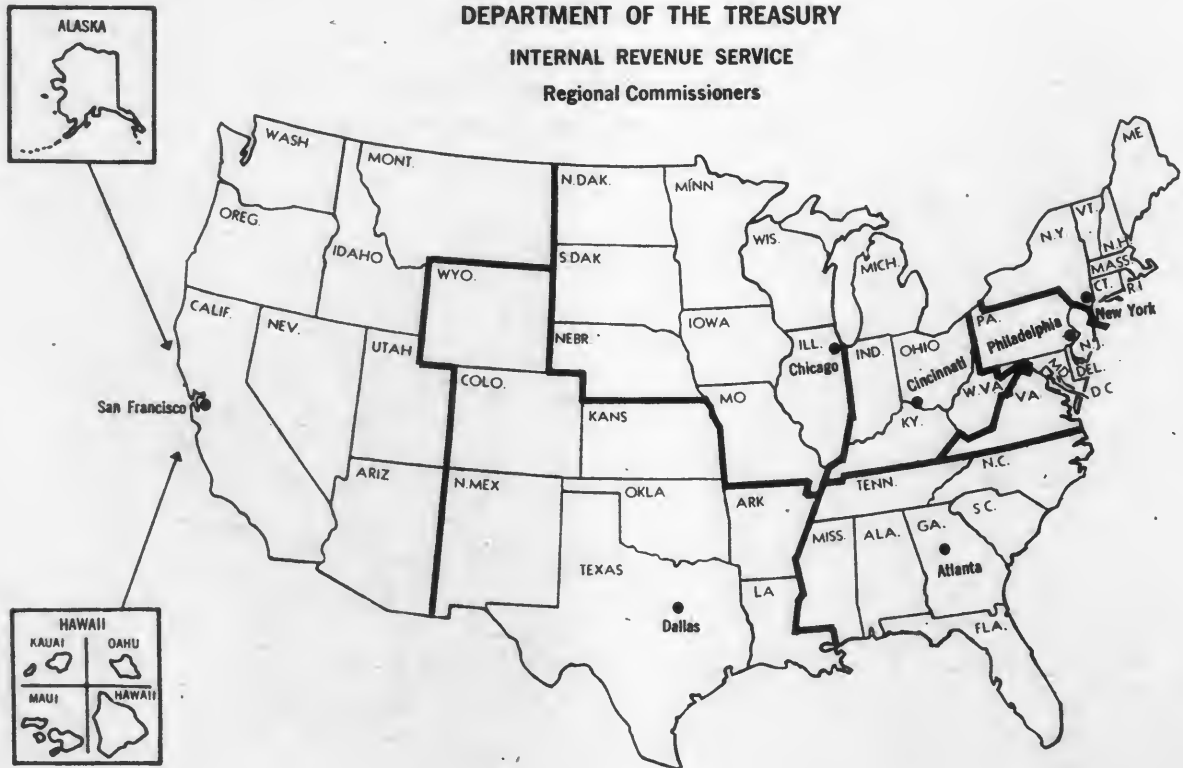 DEPARTMENT OF THE TREASURY
INTERNAL REVENUE SERVICE
Regional Commissioners
ALASKA
WASH
MONT.
N.DAK.
MINN
ME
OREG.
IDAHO
WYO.
S.DAK
WIS.
MICH.
N.Y.
VT.
N.H.
MASS.
CT.
R I
New York
CALIF.
NEV.
UTAH
NEBR.
IOWA
ILL.
Chicago
IND.
OHIO
Cincinnati
PA.
Philadelphia
N.J.
MD.
DEL.
D C
W.VA.
VA.
San Francisco
COLO.
KANS
MO
KY.
ARIZ
N.MEX
OKLA
ARK
TENN.
N.C.
S C.
TEXAS
Dallas
LA
MISS.
ALA.
GA.
Atlanta
FLA.
HAWAII
KAUAI
OAHU
MAUI
HAWAII